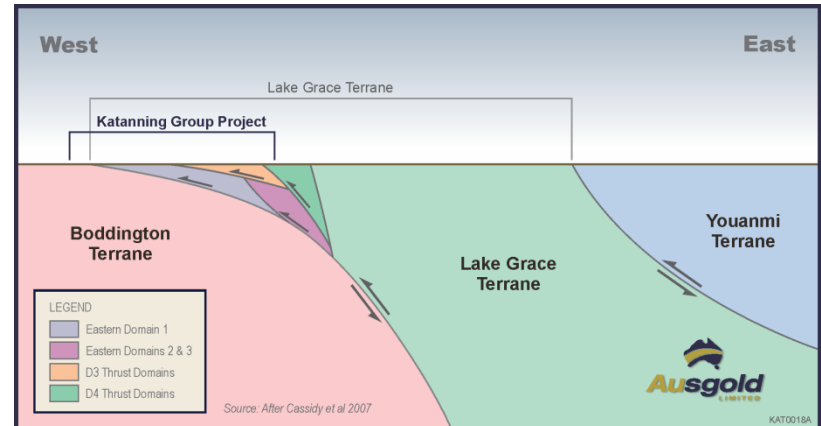 West
East
Lake Grace Terrane
Katanning Group Project
Boddington
Terrane
Lake Grace
Terrane
Youanmi
Terrane
LEGEND
Eastern Domain 1
Eastern Domains 2 & 3
D3 Thrust Domains
D4 Thrust Domains
Source: After Cassidy et al 2007
Ausgold
LIMITED
KAT0018A